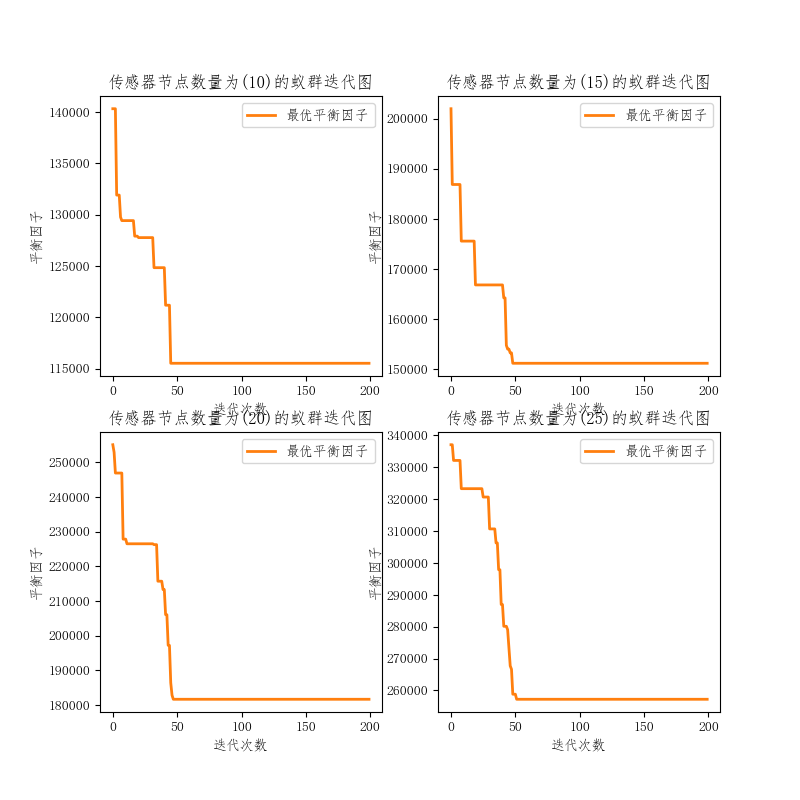 传感器节点数量为(10)的蚁群迭代图
140000
135000
130000
125000
120000
115000
平衡因子
最优平衡因子
0 50 100 150 200
迭代次数
传感器节点数量为(15)的蚁群迭代图
200000
190000
180000
170000
160000
150000
平衡因子
最优平衡因子
0 50 100 150 200
迭代次数
传感器节点数量为(20)的蚁群迭代图
250000
240000
230000
220000
210000
200000
190000
180000
平衡因子
最优平衡因子
0 50 100 150 200
迭代次数
传感器节点数量为(25)的蚁群迭代图
340000
330000
320000
310000
300000
290000
280000
270000
260000
平衡因子
最优平衡因子
0 50 100 150 200
迭代次数